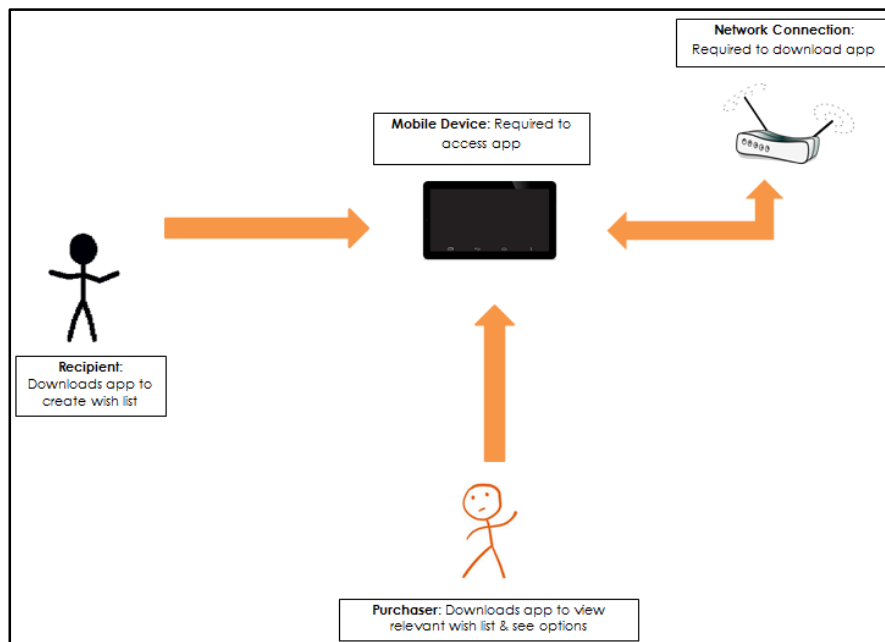 Network Connection:
Required to download app
Mobile Device: Required to
access app
Recipient:
Downloads app to
create wish list
Purchaser: Downloads app to view
relevant wish list & see options